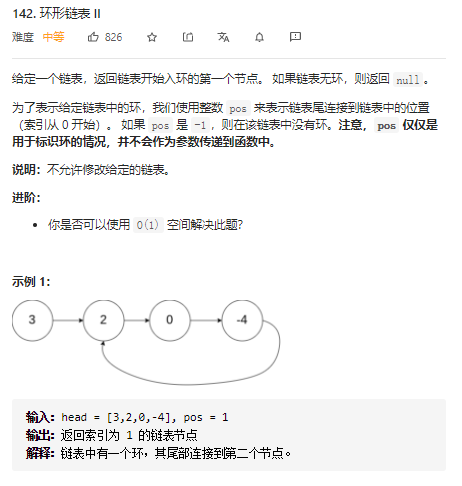 142. 环形链表 II
难度 中等 826
给定一个链表，返回链表开始入环的第一个节点。 如果链表无环，则返回 null 。
为了表示给定链表中的环，我们使用整数 pos 来表示链表尾连接到链表中的位置
（索引从 0 开始）。 如果 pos 是 -1 ，则在该链表中没有环。注意， pos 仅仅是
用于标识环的情况，并不会作为参数传递到函数中。
说明：不允许修改给定的链表。
进阶：
• 你是否可以使用 O(1) 空间解决此题？
示例 1：
3 2 0 -4
输入：head = [3,2,0,-4], pos = 1
输出：返回索引为 1 的链表节点
解释：链表中有一个环，其尾部连接到第二个节点。